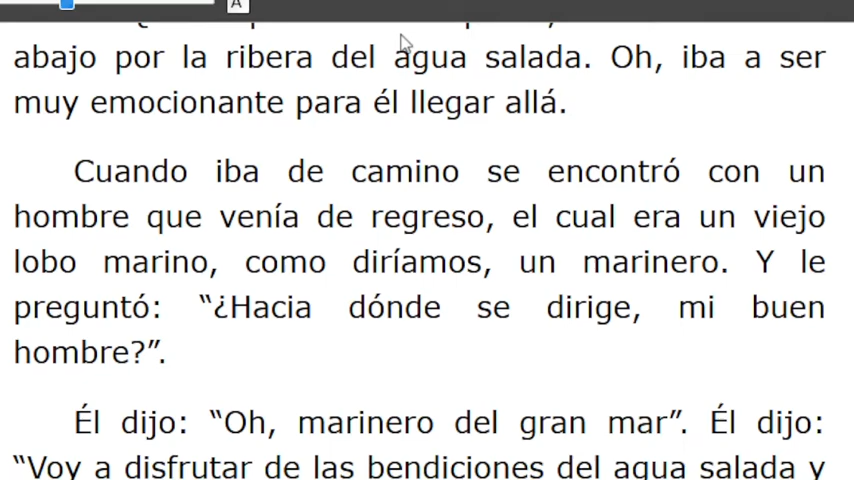 A
abajo por la ribera del agua salada. Oh, iba a ser
muy emocionante para él llegar allá.
Cuando iba de camino se encontró con un
hombre que venía de regreso, el cual era un viejo
lobo marino, como diríamos, un marinero. Y le
preguntó: “¿Hacia dónde se dirige, mi buen
hombre?”.
Él dijo: “Oh, marinero del gran mar”. Él dijo:
“Voy a disfrutar de las bendiciones del agua salada y